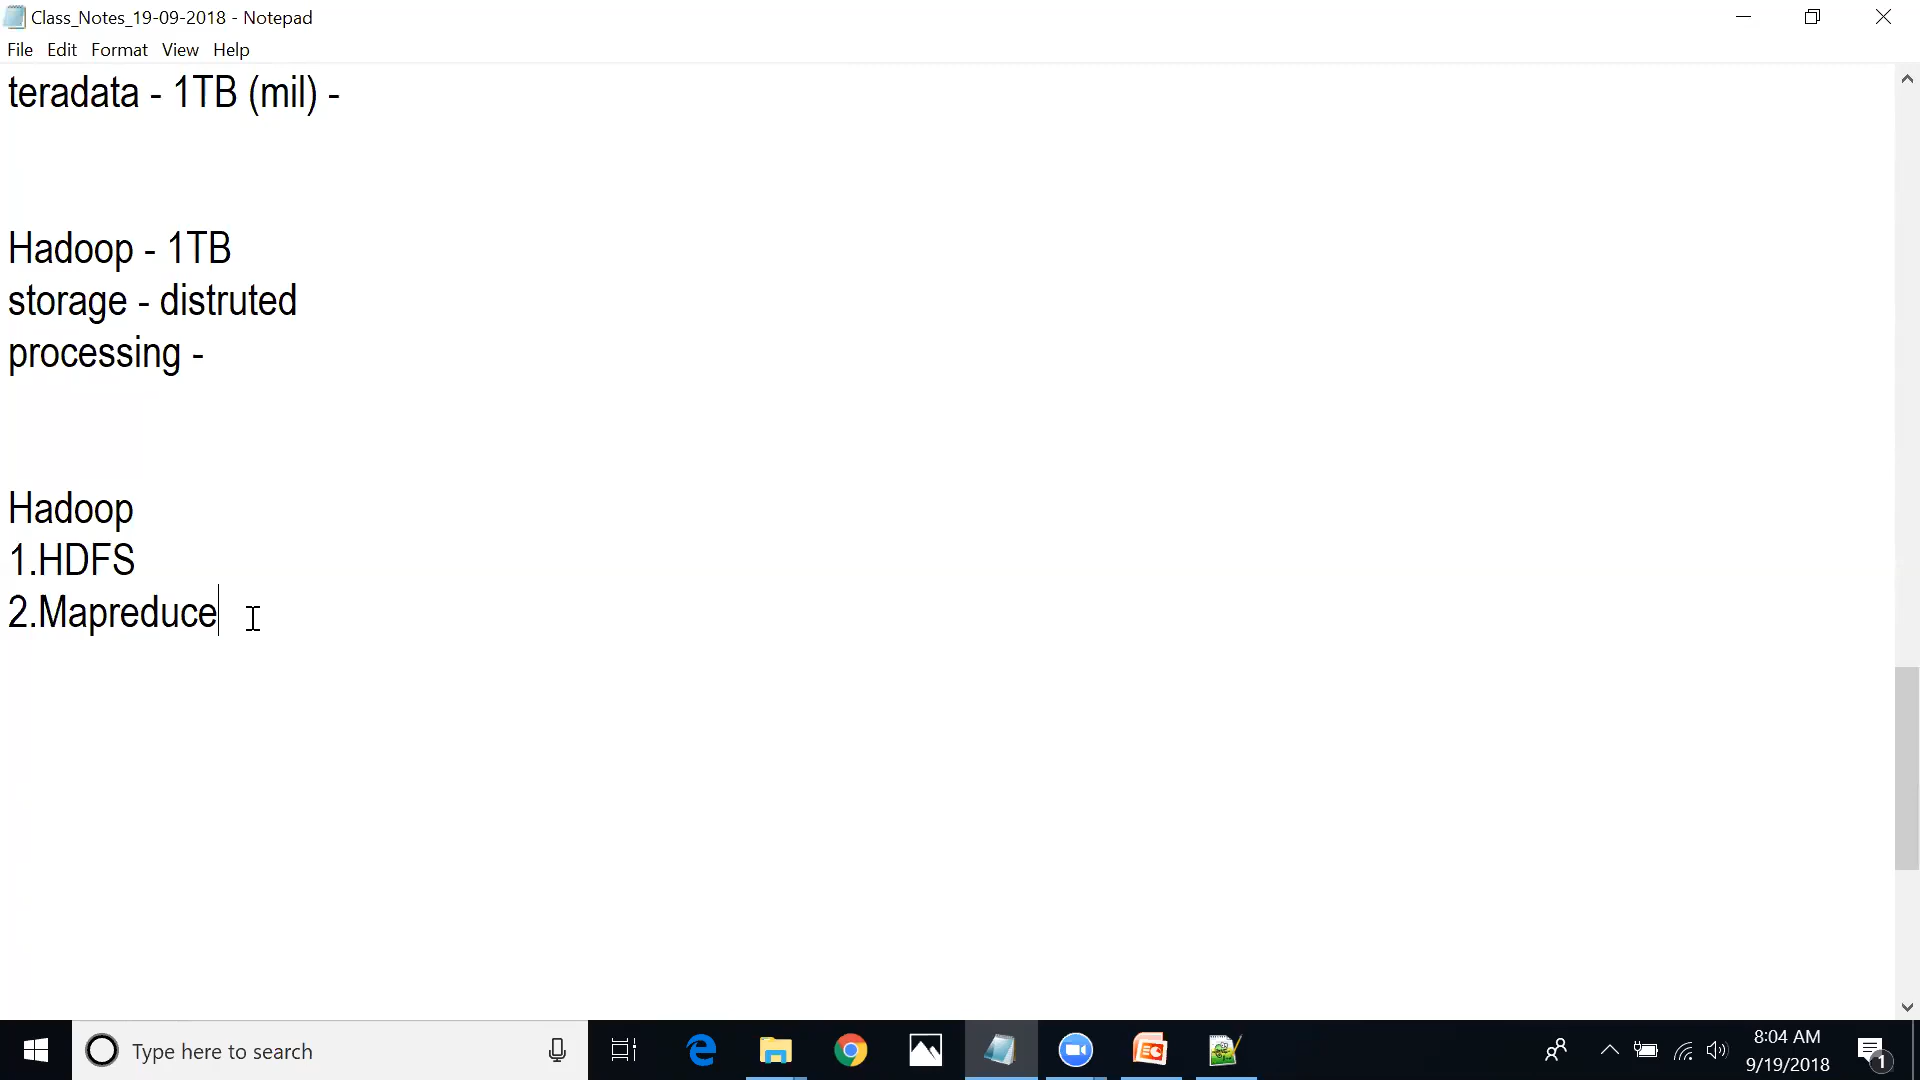 Class_Notes_19-09-2018 - Notepad
File Edit Format View Help
teradata - 1TB (mil) -
Hadoop - 1TB
storage - distruted
processing -
Hadoop
1.HDFS
2.Mapreduce
Type here to search
8:04 AM
9/19/2018
1